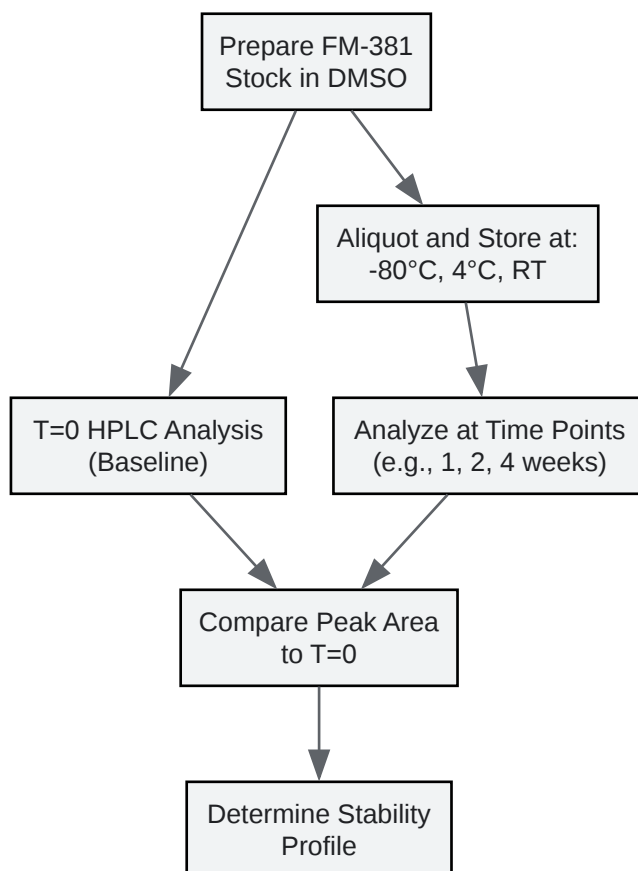 Prepare FM-381
Stock in DMSO
Aliquot and Store at:
-80°C, 4°C, RT
T=0 HPLC Analysis
(Baseline)
Analyze at Time Points
(e.g., 1, 2, 4 weeks)
Compare Peak Area
to T=0
Determine Stability
Profile